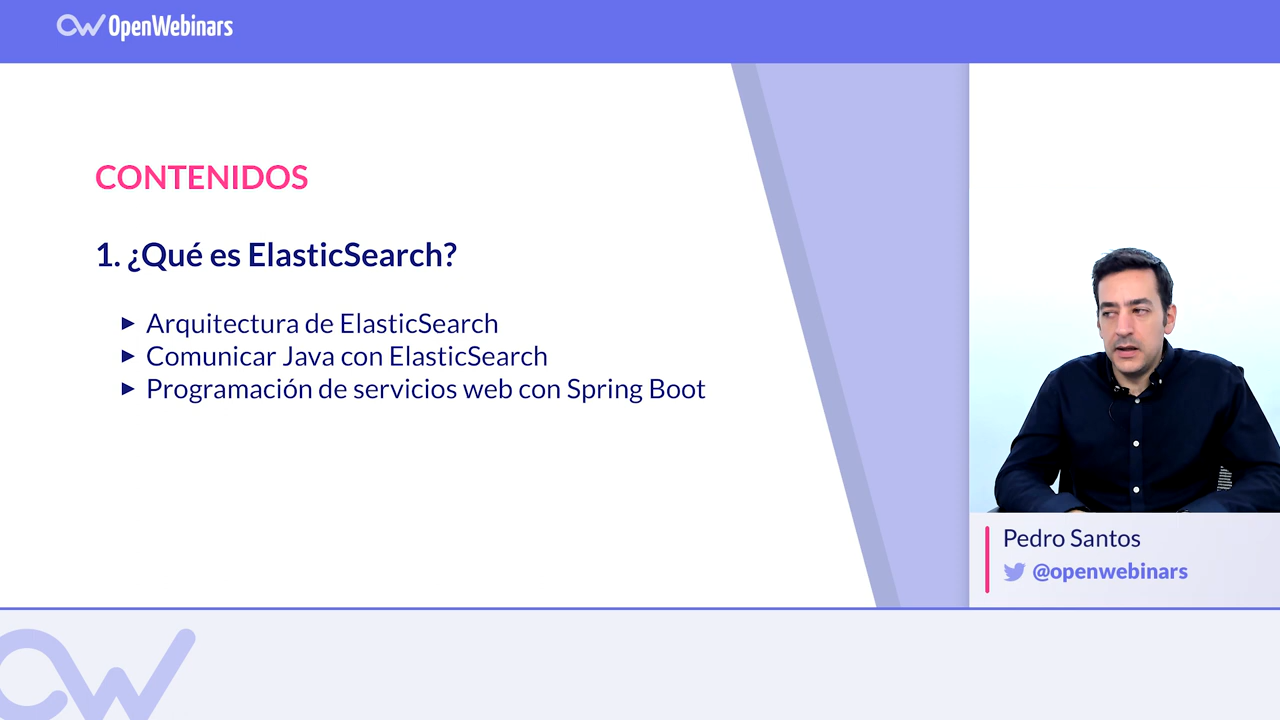 OpenWebinars
CONTENIDOS
1. ¿Qué es ElasticSearch?
► Arquitectura de ElasticSearch
► Comunicar Java con ElasticSearch
► Programación de servicios web con Spring Boot
Pedro Santos
@openwebinars